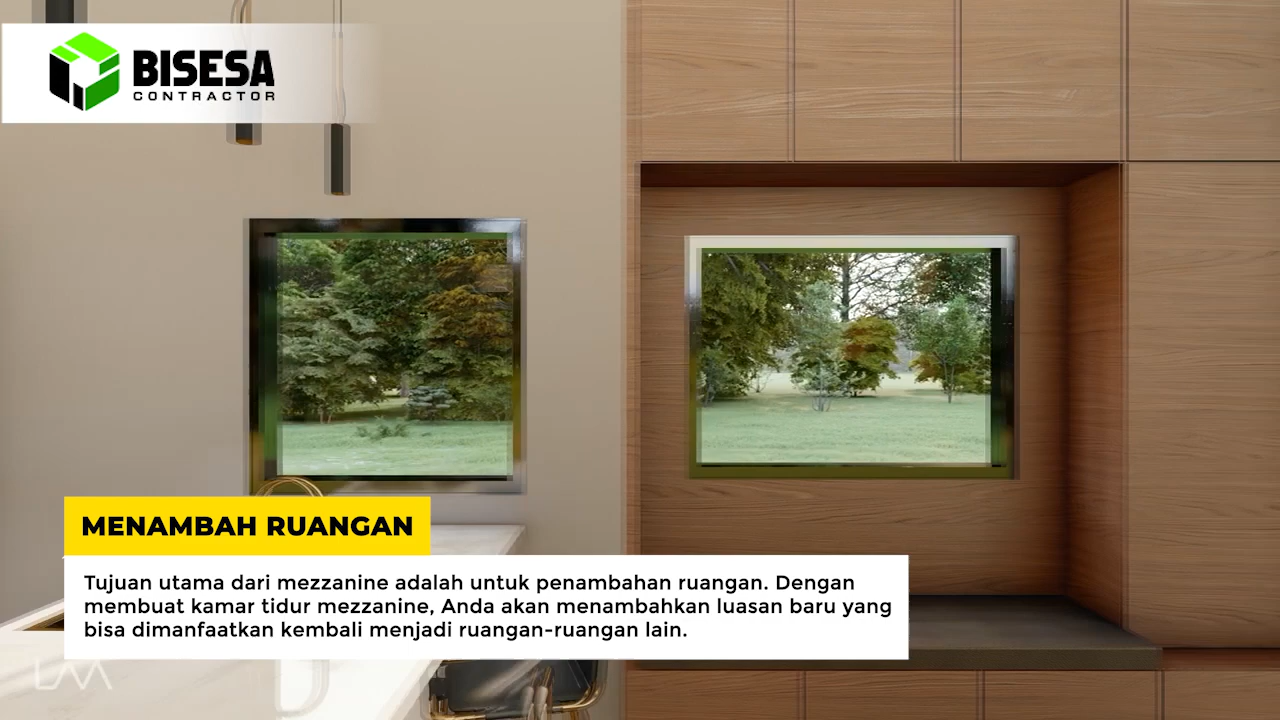 BISESA
CONTRACTOR
MENAMBAH RUANGAN
Tujuan utama dari mezzanine adalah untuk penambahan ruangan. Dengan
membuat kamar tidur mezzanine, Anda akan menambahkan luasan baru yang
bisa dimanfaatkan kembali menjadi ruangan-ruangan lain.